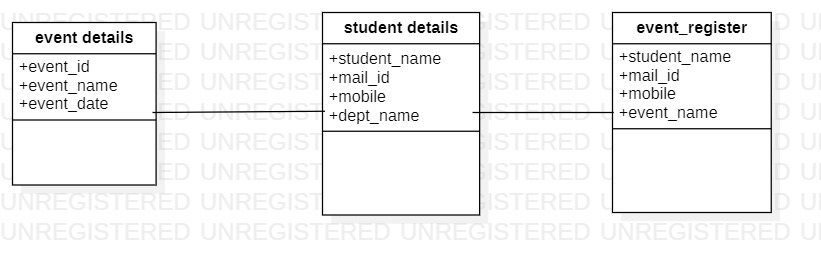 event details
+event_id
+event_name
+event_date
student details
+student_name
+mail_id
+mobile
+dept_name
event_register
+student_name
+mail_id
+mobile
+event_name
UNREGISTERED UNREGISTERED UNREGISTERED UNREGISTERED